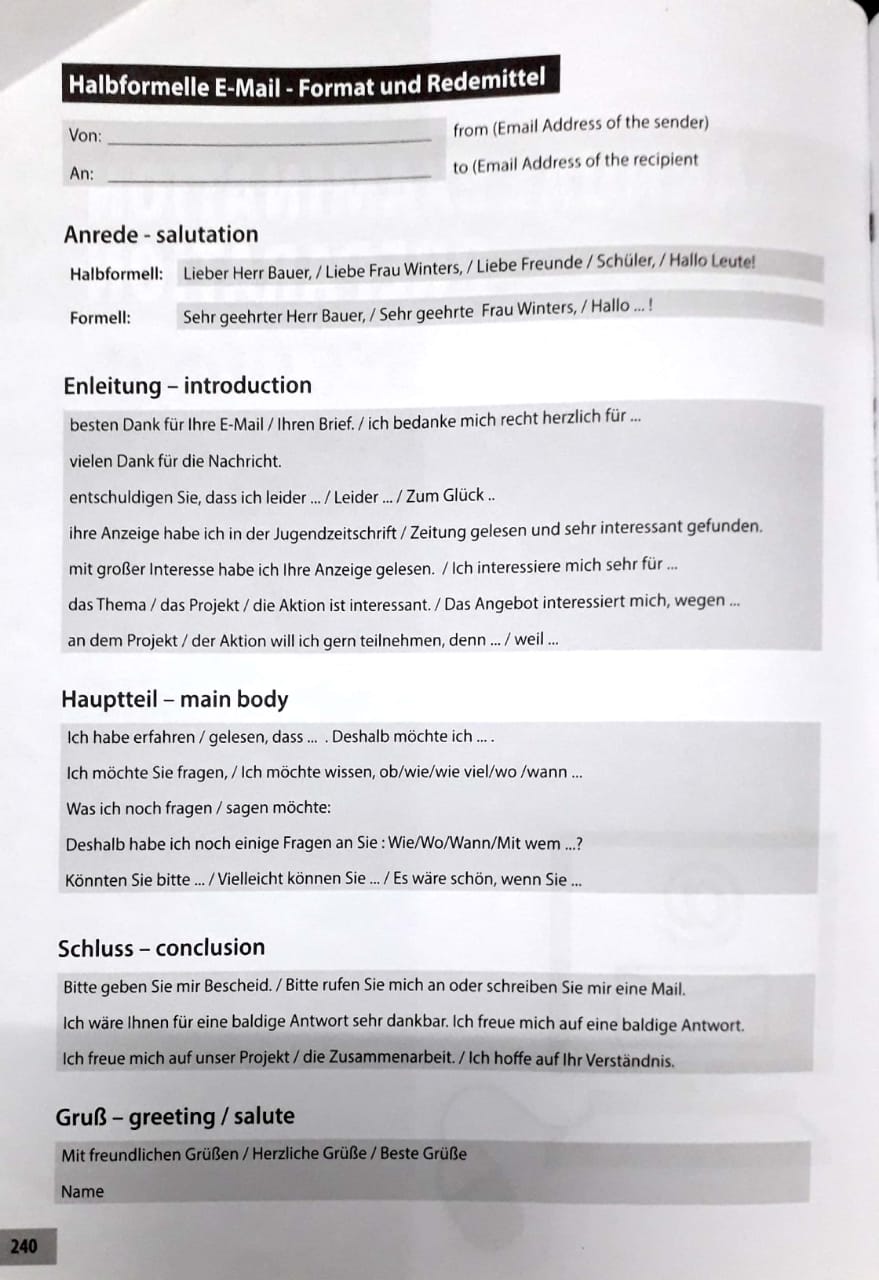 Halbformelle E-Mail - Format und Redemittel
Von: ____________ from (Email Address of the sender)
An: ____________ to (Email Address of the recipient
Anrede - salutation
Halbformell: Lieber Herr Bauer, / Liebe Frau Winters, / Liebe Freunde / Schüler, / Hallo Leute!
Formell: Sehr geehrter Herr Bauer, / Sehr geehrte Frau Winters, / Hallo ... !
Enleitung – introduction
besten Dank für Ihre E-Mail / Ihren Brief. / ich bedanke mich recht herzlich für ...
vielen Dank für die Nachricht.
entschuldigen Sie, dass ich leider ... / Leider ... / Zum Glück ..
ihre Anzeige habe ich in der Jugendzeitschrift / Zeitung gelesen und sehr interessant gefunden.
mit großer Interesse habe ich Ihre Anzeige gelesen. / Ich interessiere mich sehr für ...
das Thema / das Projekt / die Aktion ist interessant. / Das Angebot interessiert mich, wegen ...
an dem Projekt / der Aktion will ich gern teilnehmen, denn ... / weil ...
Hauptteil – main body
Ich habe erfahren / gelesen, dass ... . Deshalb möchte ich ... .
Ich möchte Sie fragen, / Ich möchte wissen, ob/wie/wie viel/wo /wann ...
Was ich noch fragen / sagen möchte:
Deshalb habe ich noch einige Fragen an Sie : Wie/Wo/Wann/Mit wem ...?
Könnten Sie bitte ... / Vielleicht können Sie ... / Es wäre schön, wenn Sie ...
Schluss – conclusion
Bitte geben Sie mir Bescheid. / Bitte rufen Sie mich an oder schreiben Sie mir eine Mail.
Ich wäre Ihnen für eine baldige Antwort sehr dankbar. Ich freue mich auf eine baldige Antwort.
Ich freue mich auf unser Projekt / die Zusammenarbeit. / Ich hoffe auf Ihr Verständnis.
Gruß – greeting / salute
Mit freundlichen Grüßen / Herzliche Grüße / Beste Grüße
Name
240